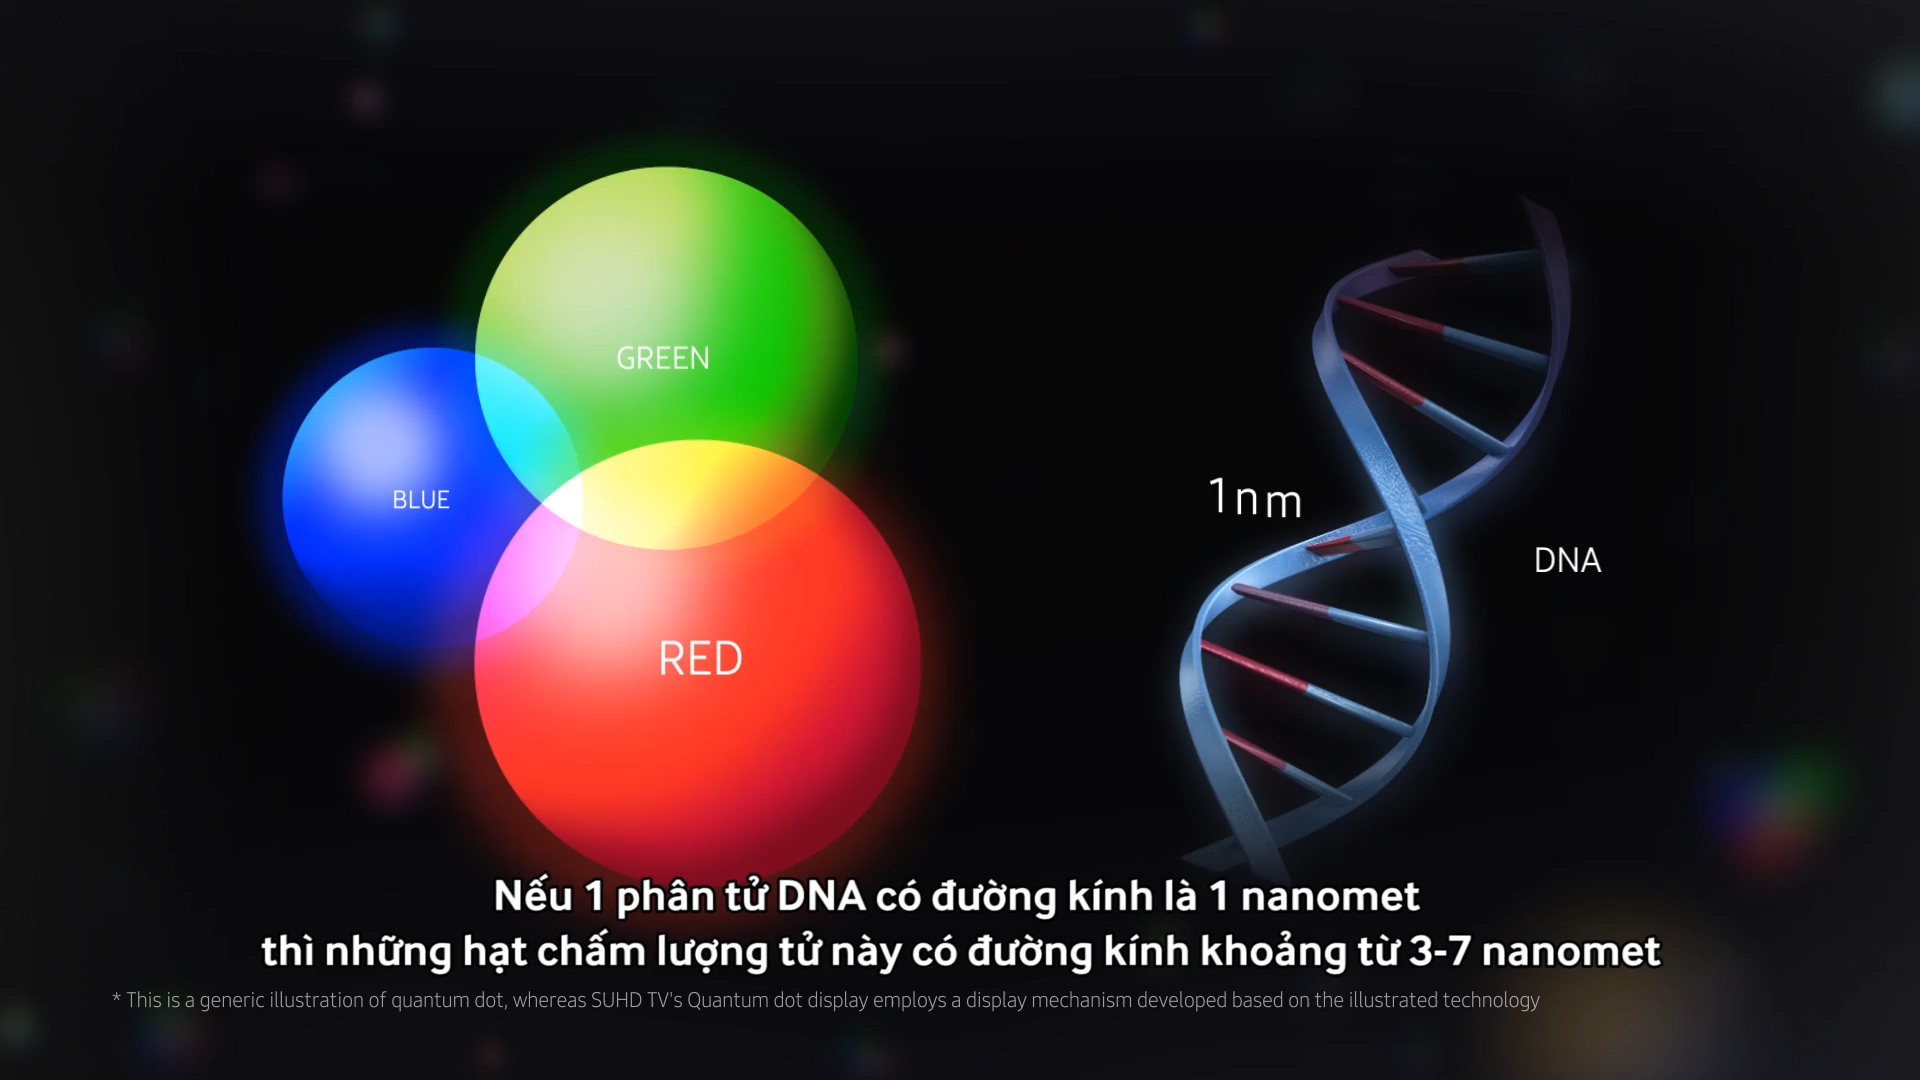 GREEN
BLUE
RED
1nm
DNA
Nếu 1 phân tử DNA có đường kính là 1 nanomet
thì những hạt chấm lượng tử này có đường kính khoảng từ 3-7 nanomet
* This is a generic illustration of quantum dot, whereas SUHD TV's Quantum dot display employs a display mechanism developed based on the illustrated technology